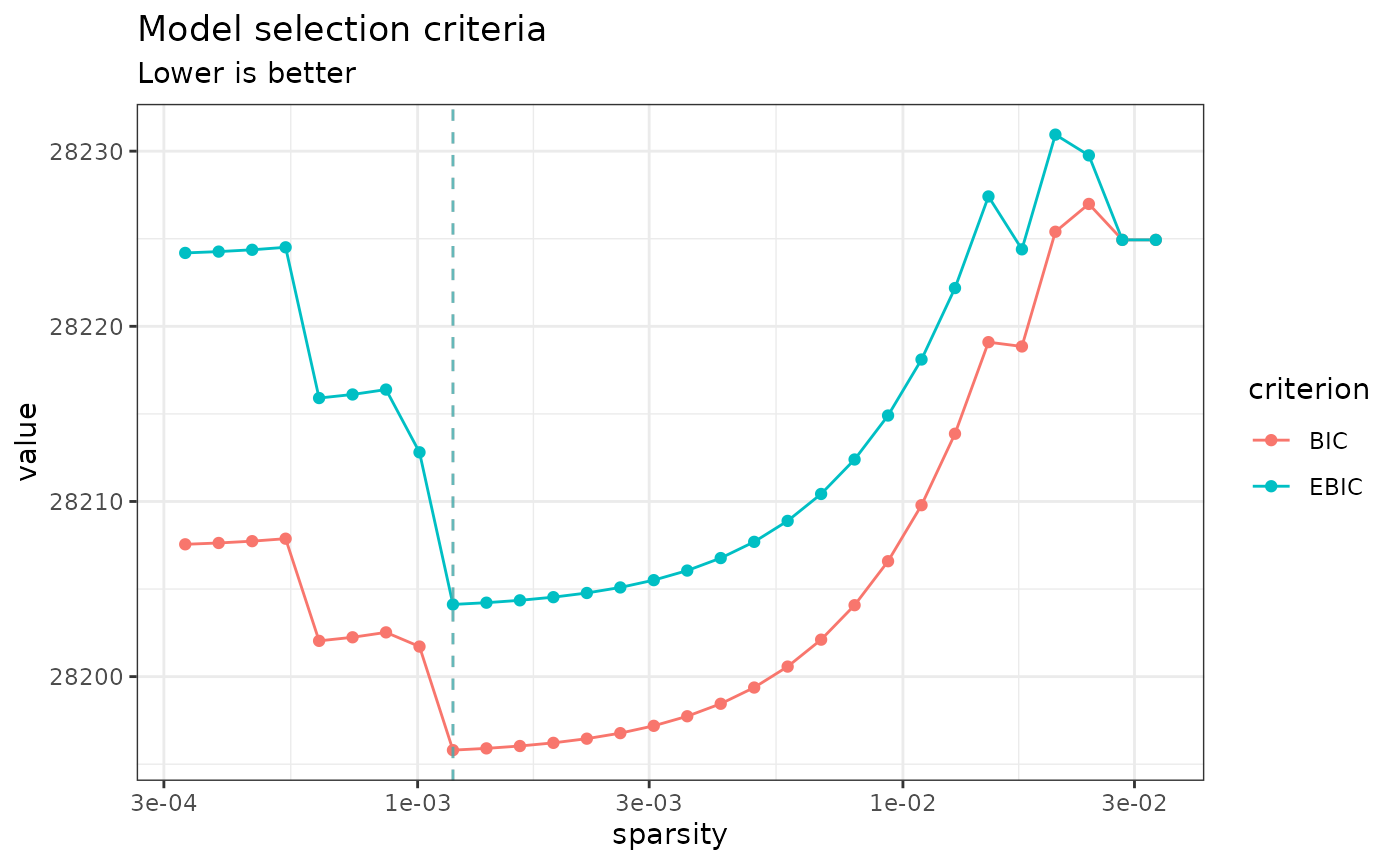 Model selection criteria
Lower is better
28230
28220
28210
28200
value
3e-04 1e-03 3e-03 1e-02 3e-02
sparsity
criterion
BIC
EBIC